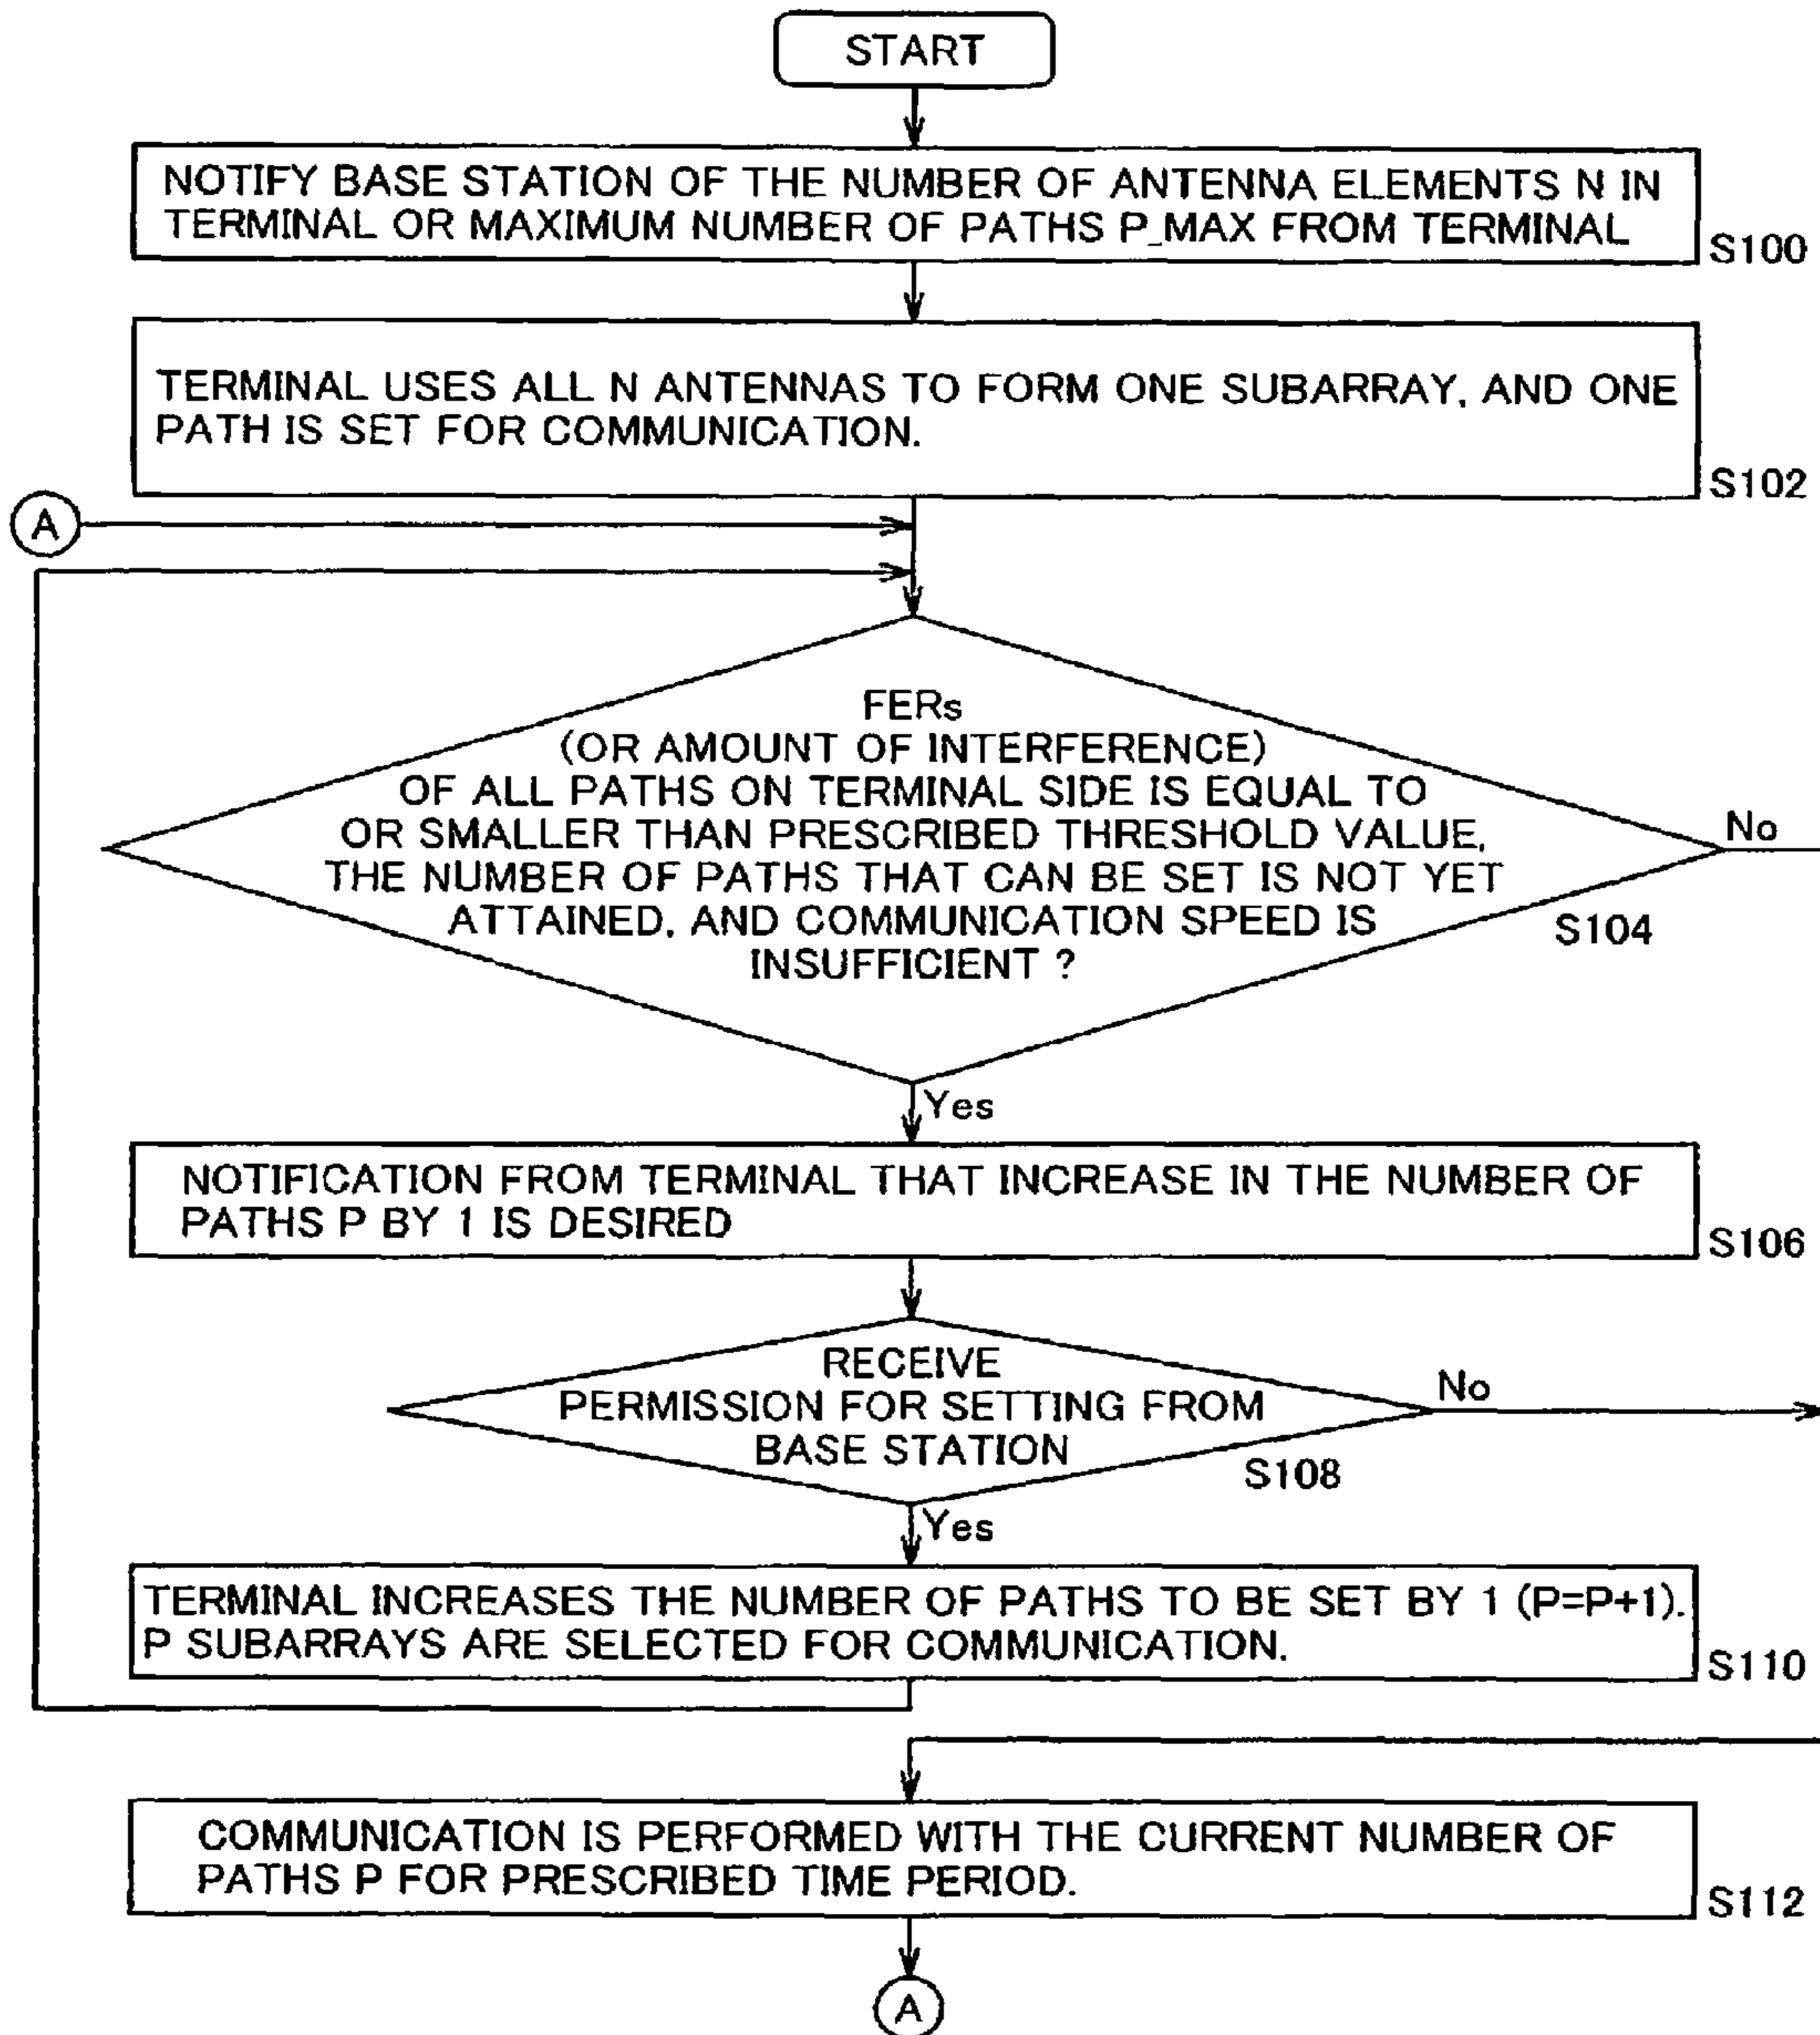 START
NOTIFY BASE STATION OF THE NUMBER OF ANTENNA ELEMENTS N IN
TERMINAL OR MAXIMUM NUMBER OF PATHS P_MAX FROM TERMINAL
S100
TERMINAL USES ALL N ANTENNAS TO FORM ONE SUBARRAY, AND ONE
PATH IS SET FOR COMMUNICATION.
S102
A
FERs
(OR AMOUNT OF INTERFERENCE)
OF ALL PATHS ON TERMINAL SIDE IS EQUAL TO
OR SMALLER THAN PRESCRIBED THRESHOLD VALUE,
THE NUMBER OF PATHS THAT CAN BE SET IS NOT YET
ATTAINED, AND COMMUNICATION SPEED IS
INSUFFICIENT ?
No
S104
Yes
NOTIFICATION FROM TERMINAL THAT INCREASE IN THE NUMBER OF
PATHS P BY 1 IS DESIRED
S106
RECEIVE
PERMISSION FOR SETTING FROM
BASE STATION
No
S108
Yes
TERMINAL INCREASES THE NUMBER OF PATHS TO BE SET BY 1 (P=P+1).
P SUBARRAYS ARE SELECTED FOR COMMUNICATION.
S110
COMMUNICATION IS PERFORMED WITH THE CURRENT NUMBER OF
PATHS P FOR PRESCRIBED TIME PERIOD.
S112
A